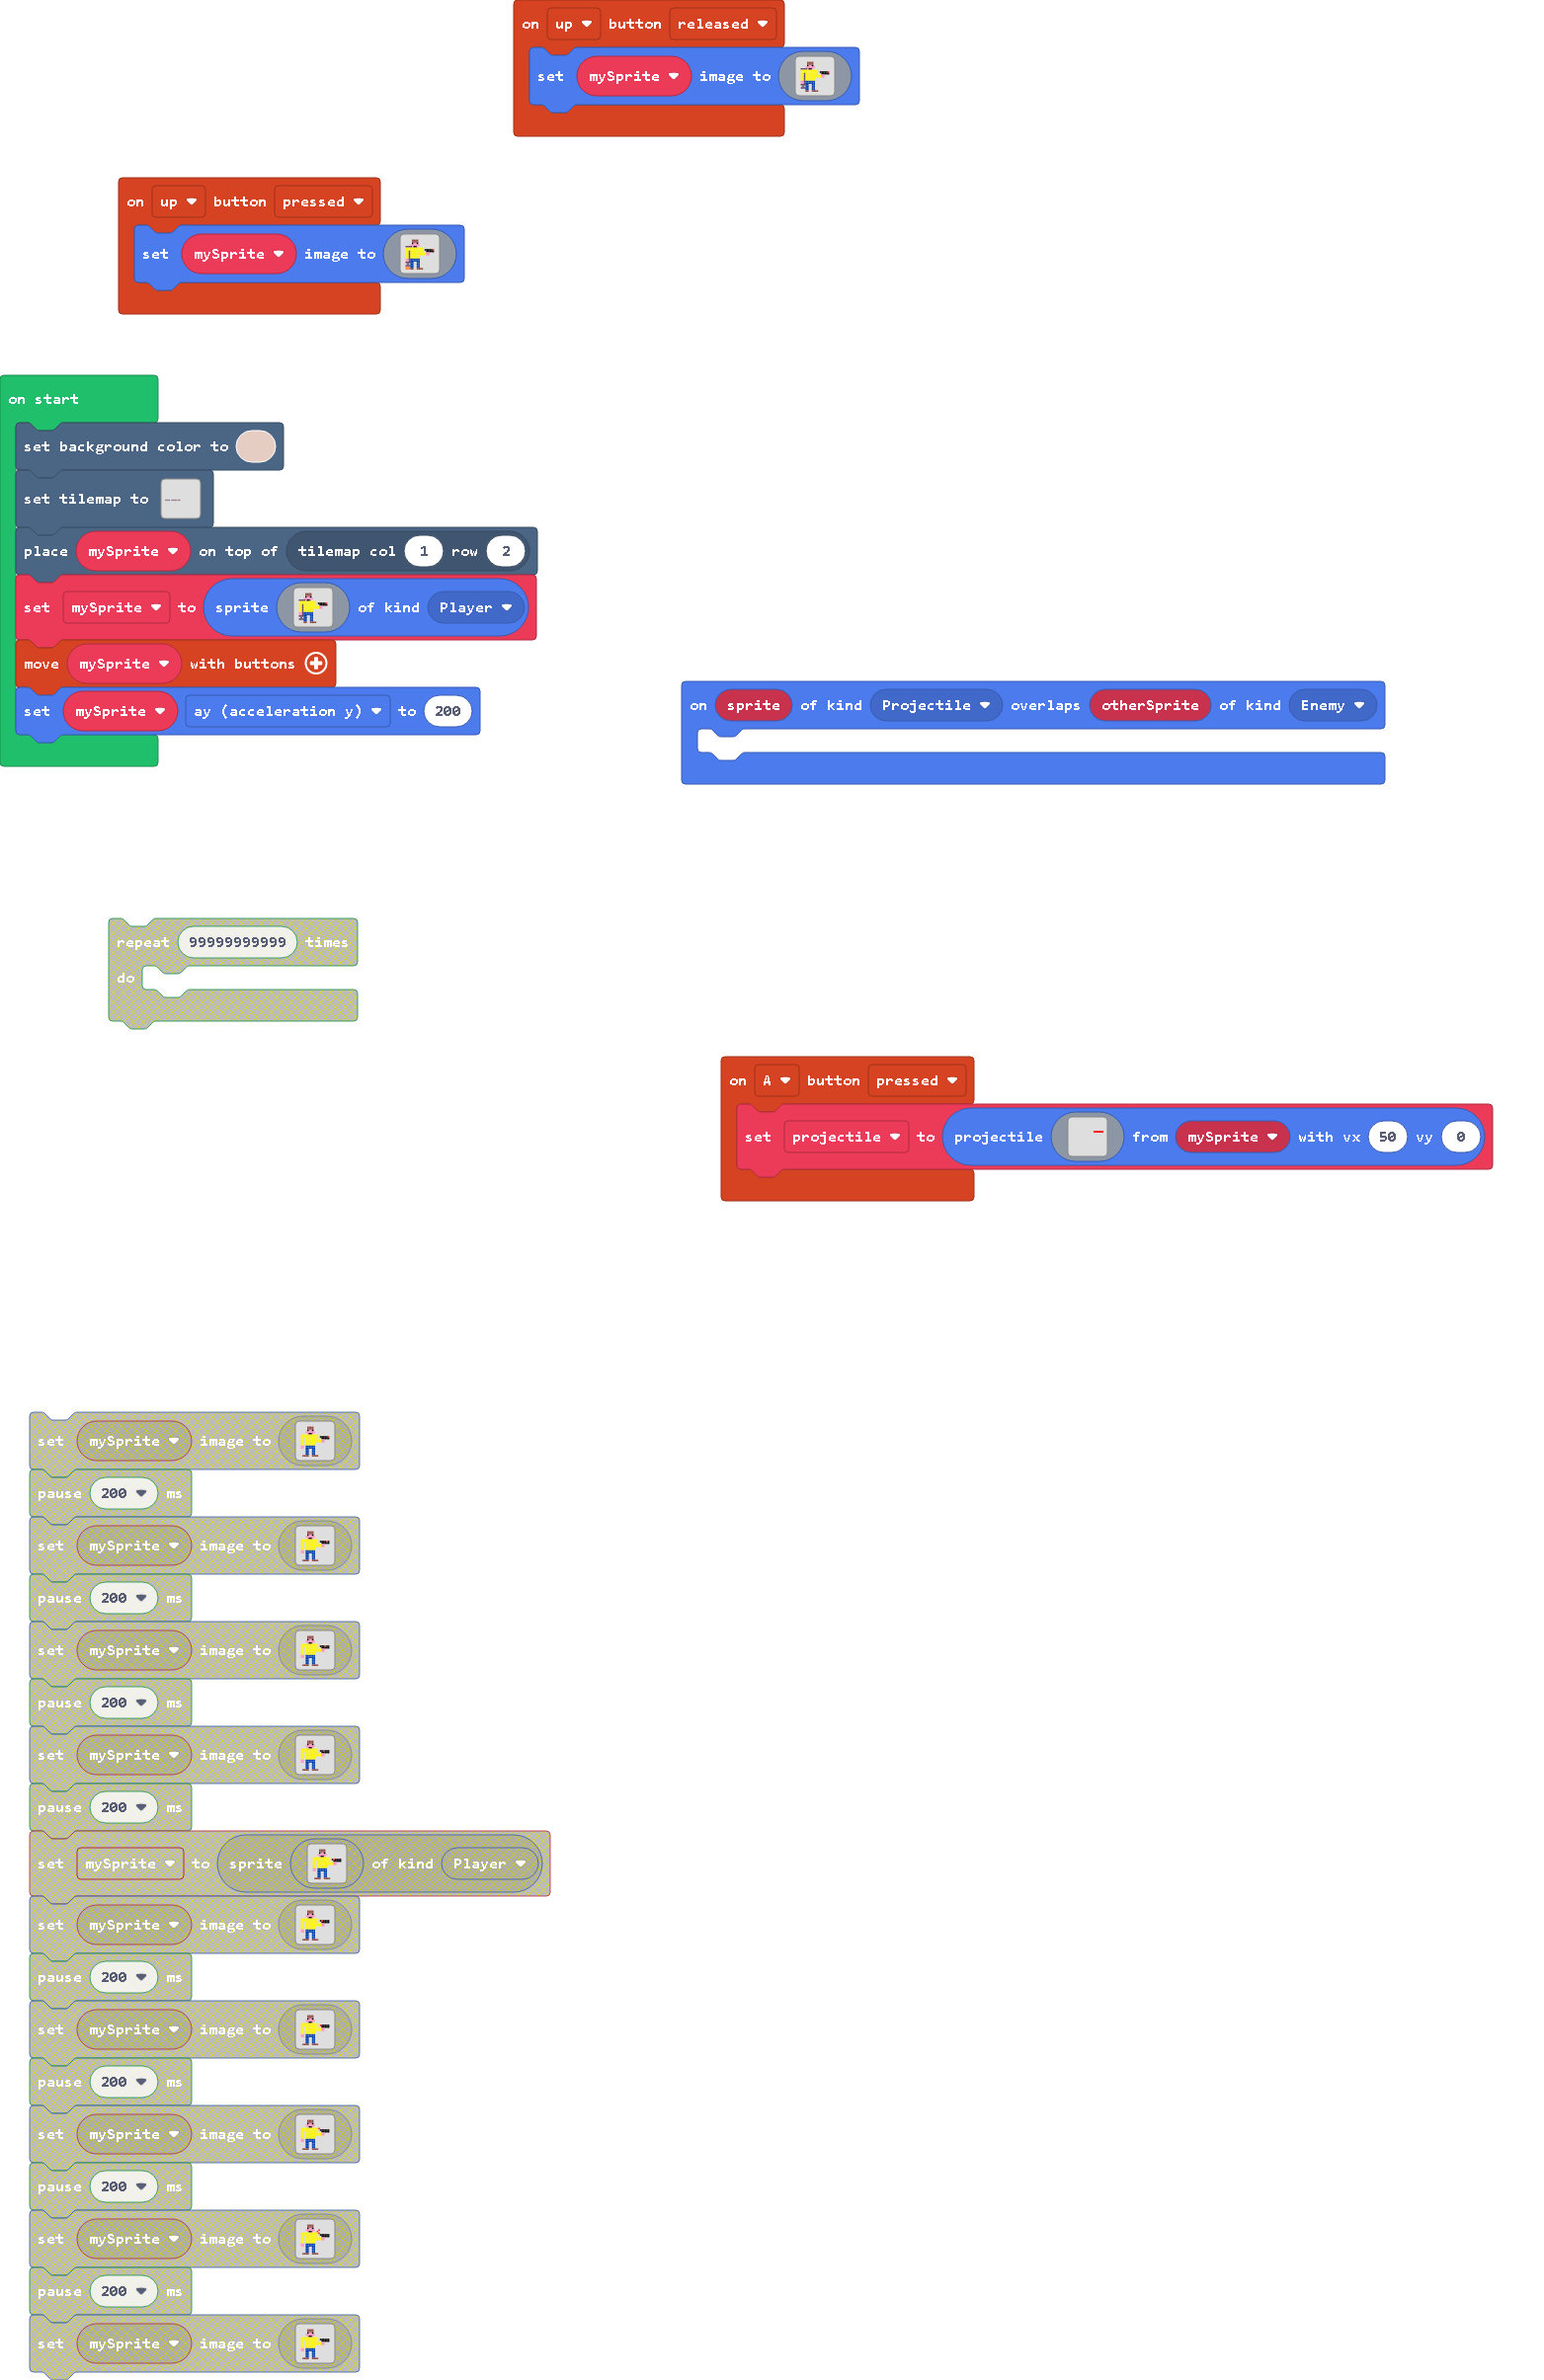 on up button released
set mySprite image to
on up button pressed
set mySprite image to
on start
set background color to
set tilemap to
place mySprite on top of tilemap col 1 row 2
set mySprite to sprite of kind Player
move mySprite with buttons
set mySprite ay (acceleration y) to 200
on sprite of kind Projectile overlaps otherSprite of kind Enemy
repeat 99999999999 times
do
on A button pressed
set projectile to projectile from mySprite with vx 50 vy 0
set mySprite image to
pause 200 ms
set mySprite image to
pause 200 ms
set mySprite image to
pause 200 ms
set mySprite image to
pause 200 ms
set mySprite to sprite of kind Player
set mySprite image to
pause 200 ms
set mySprite image to
pause 200 ms
set mySprite image to
pause 200 ms
set mySprite image to
pause 200 ms
set mySprite image to